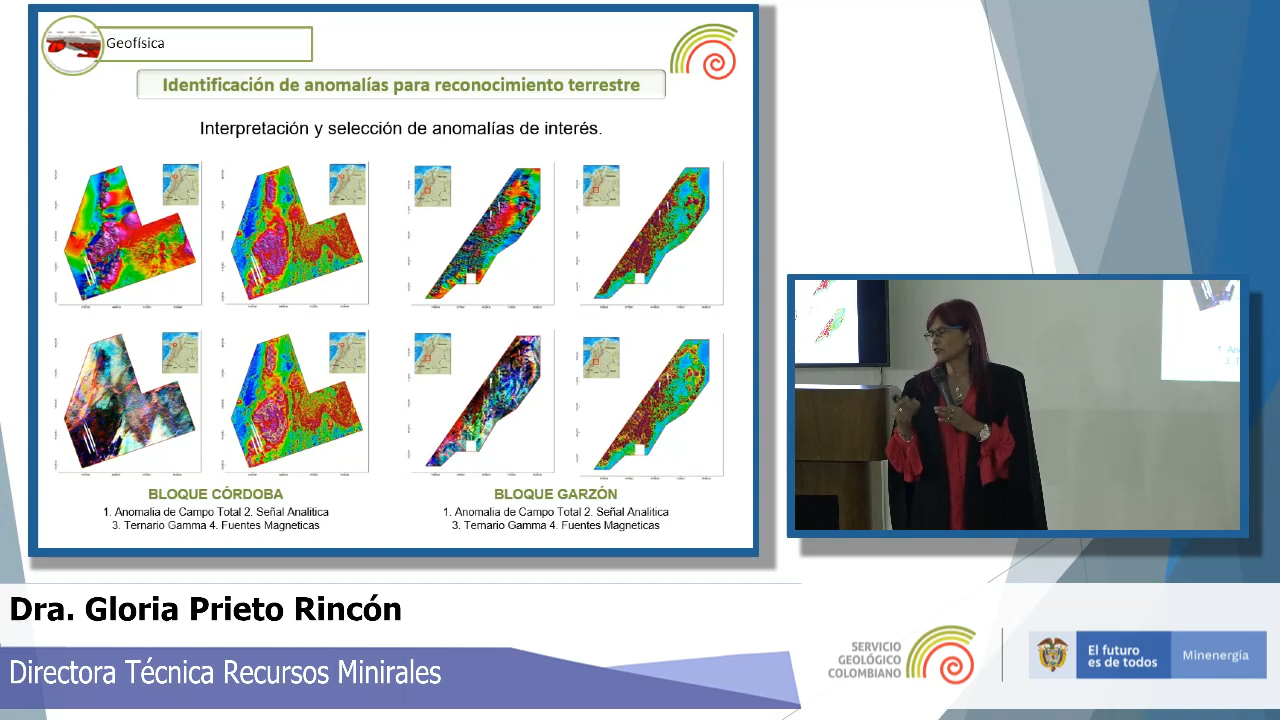 Geofísica
Identificación de anomalías para reconocimiento terrestre
Interpretación y selección de anomalías de interés.
BLOQUE CÓRDOBA
1. Anomalia de Campo Total 2. Señal Analitica
3. Ternario Gamma 4. Fuentes Magneticas
BLOQUE GARZÓN
1. Anomalia de Campo Total 2. Señal Analitica
3. Ternario Gamma 4. Fuentes Magneticas
Dra. Gloria Prieto Rincón
Directora Técnica Recursos Minirales
SERVICIO
GEOLÓGICO
COLOMBIANO
El futuro
es de todos
Minenergía